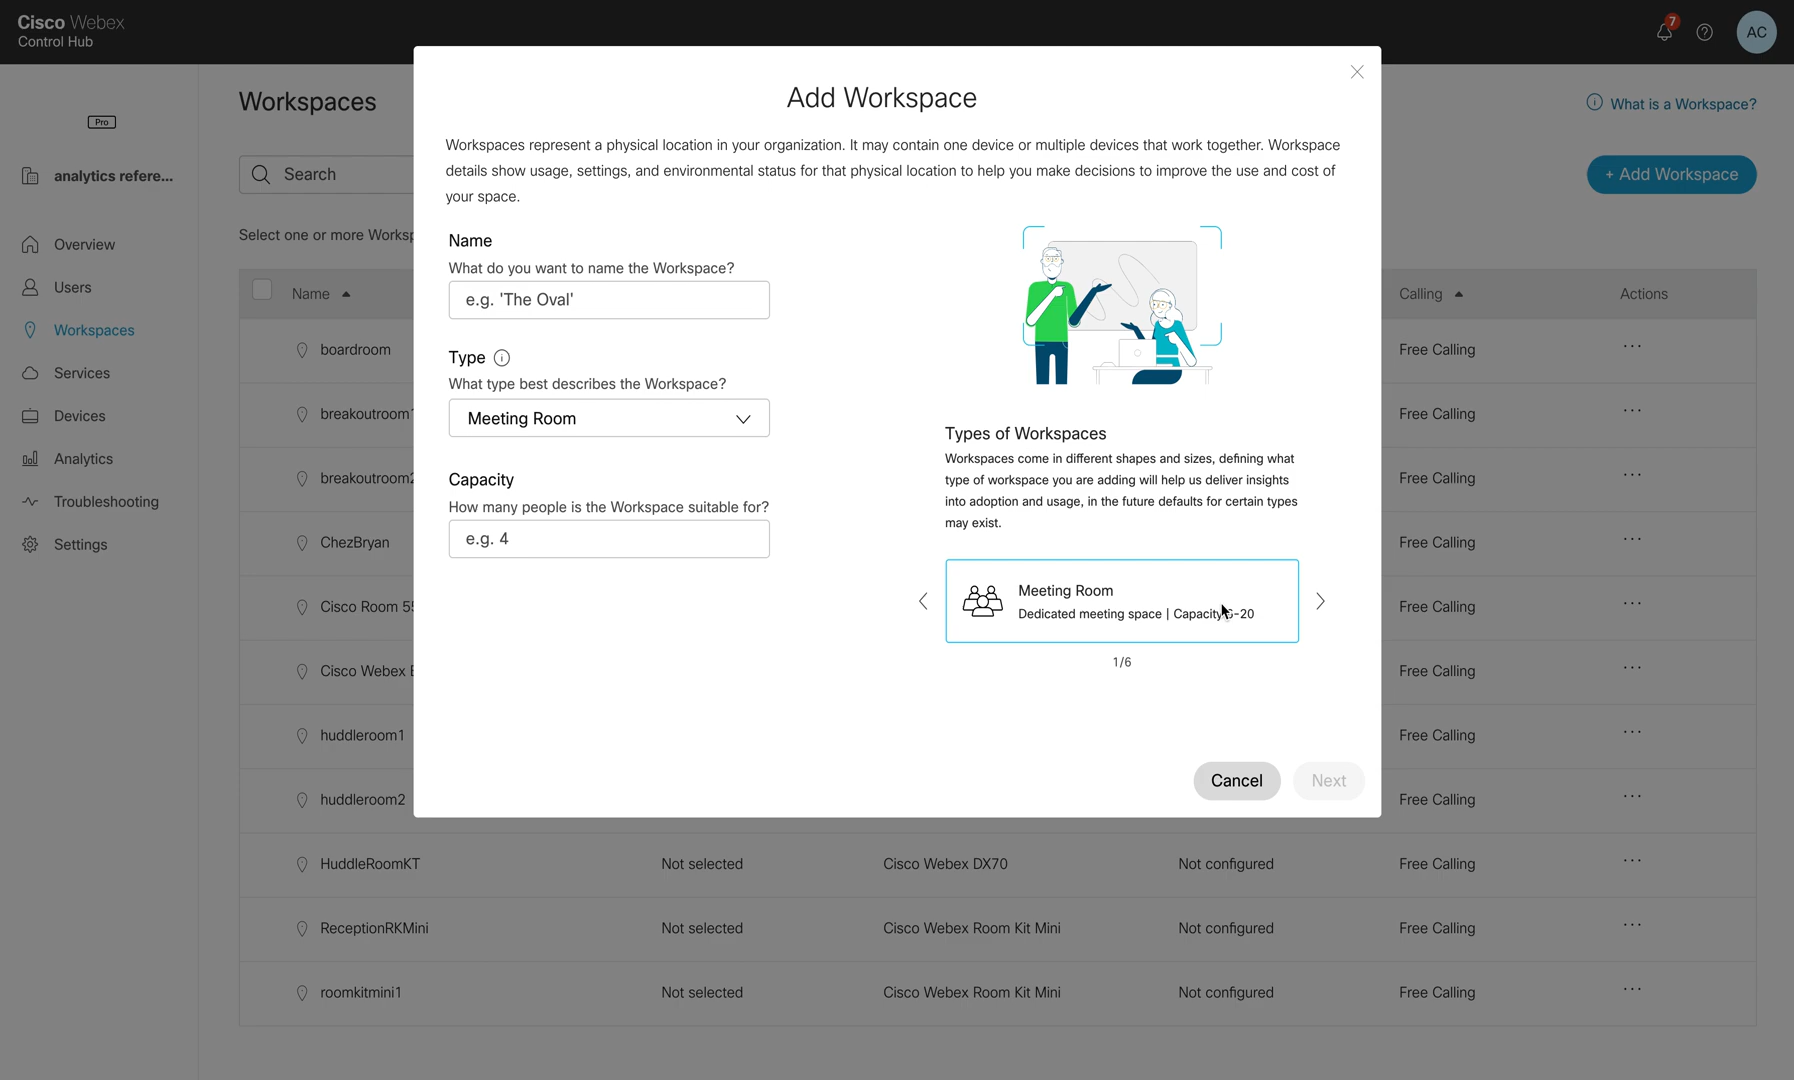 Cisco Webex
Control Hub
7
AC
Pro
analytics refere...
Overview
Users
Workspaces
Services
Devices
Analytics
Troubleshooting
Settings
Workspaces
What is a Workspace?
Search
+ Add Workspace
Select one or more Worksp
Name
Calling
Actions
boardroom
Free Calling
...
breakoutroom1
Free Calling
...
breakoutroom2
Free Calling
...
ChezBryan
Free Calling
...
Cisco Room 55
Free Calling
...
Cisco Webex
Free Calling
...
huddleroom1
Free Calling
...
huddleroom2
Free Calling
...
HuddleRoomKT
Not selected
Cisco Webex DX70
Not configured
Free Calling
...
ReceptionRKMini
Not selected
Cisco Webex Room Kit Mini
Not configured
Free Calling
...
roomkitmini1
Not selected
Cisco Webex Room Kit Mini
Not configured
Free Calling
...
Add Workspace
Workspaces represent a physical location in your organization. It may contain one device or multiple devices that work together. Workspace
details show usage, settings, and environmental status for that physical location to help you make decisions to improve the use and cost of
your space.
Name
What do you want to name the Workspace?
e.g. 'The Oval'
Type
What type best describes the Workspace?
Meeting Room
Capacity
How many people is the Workspace suitable for?
e.g. 4
Types of Workspaces
Workspaces come in different shapes and sizes, defining what
type of workspace you are adding will help us deliver insights
into adoption and usage, in the future defaults for certain types
may exist.
Meeting Room
Dedicated meeting space | Capacity -20
1/6
Cancel
Next